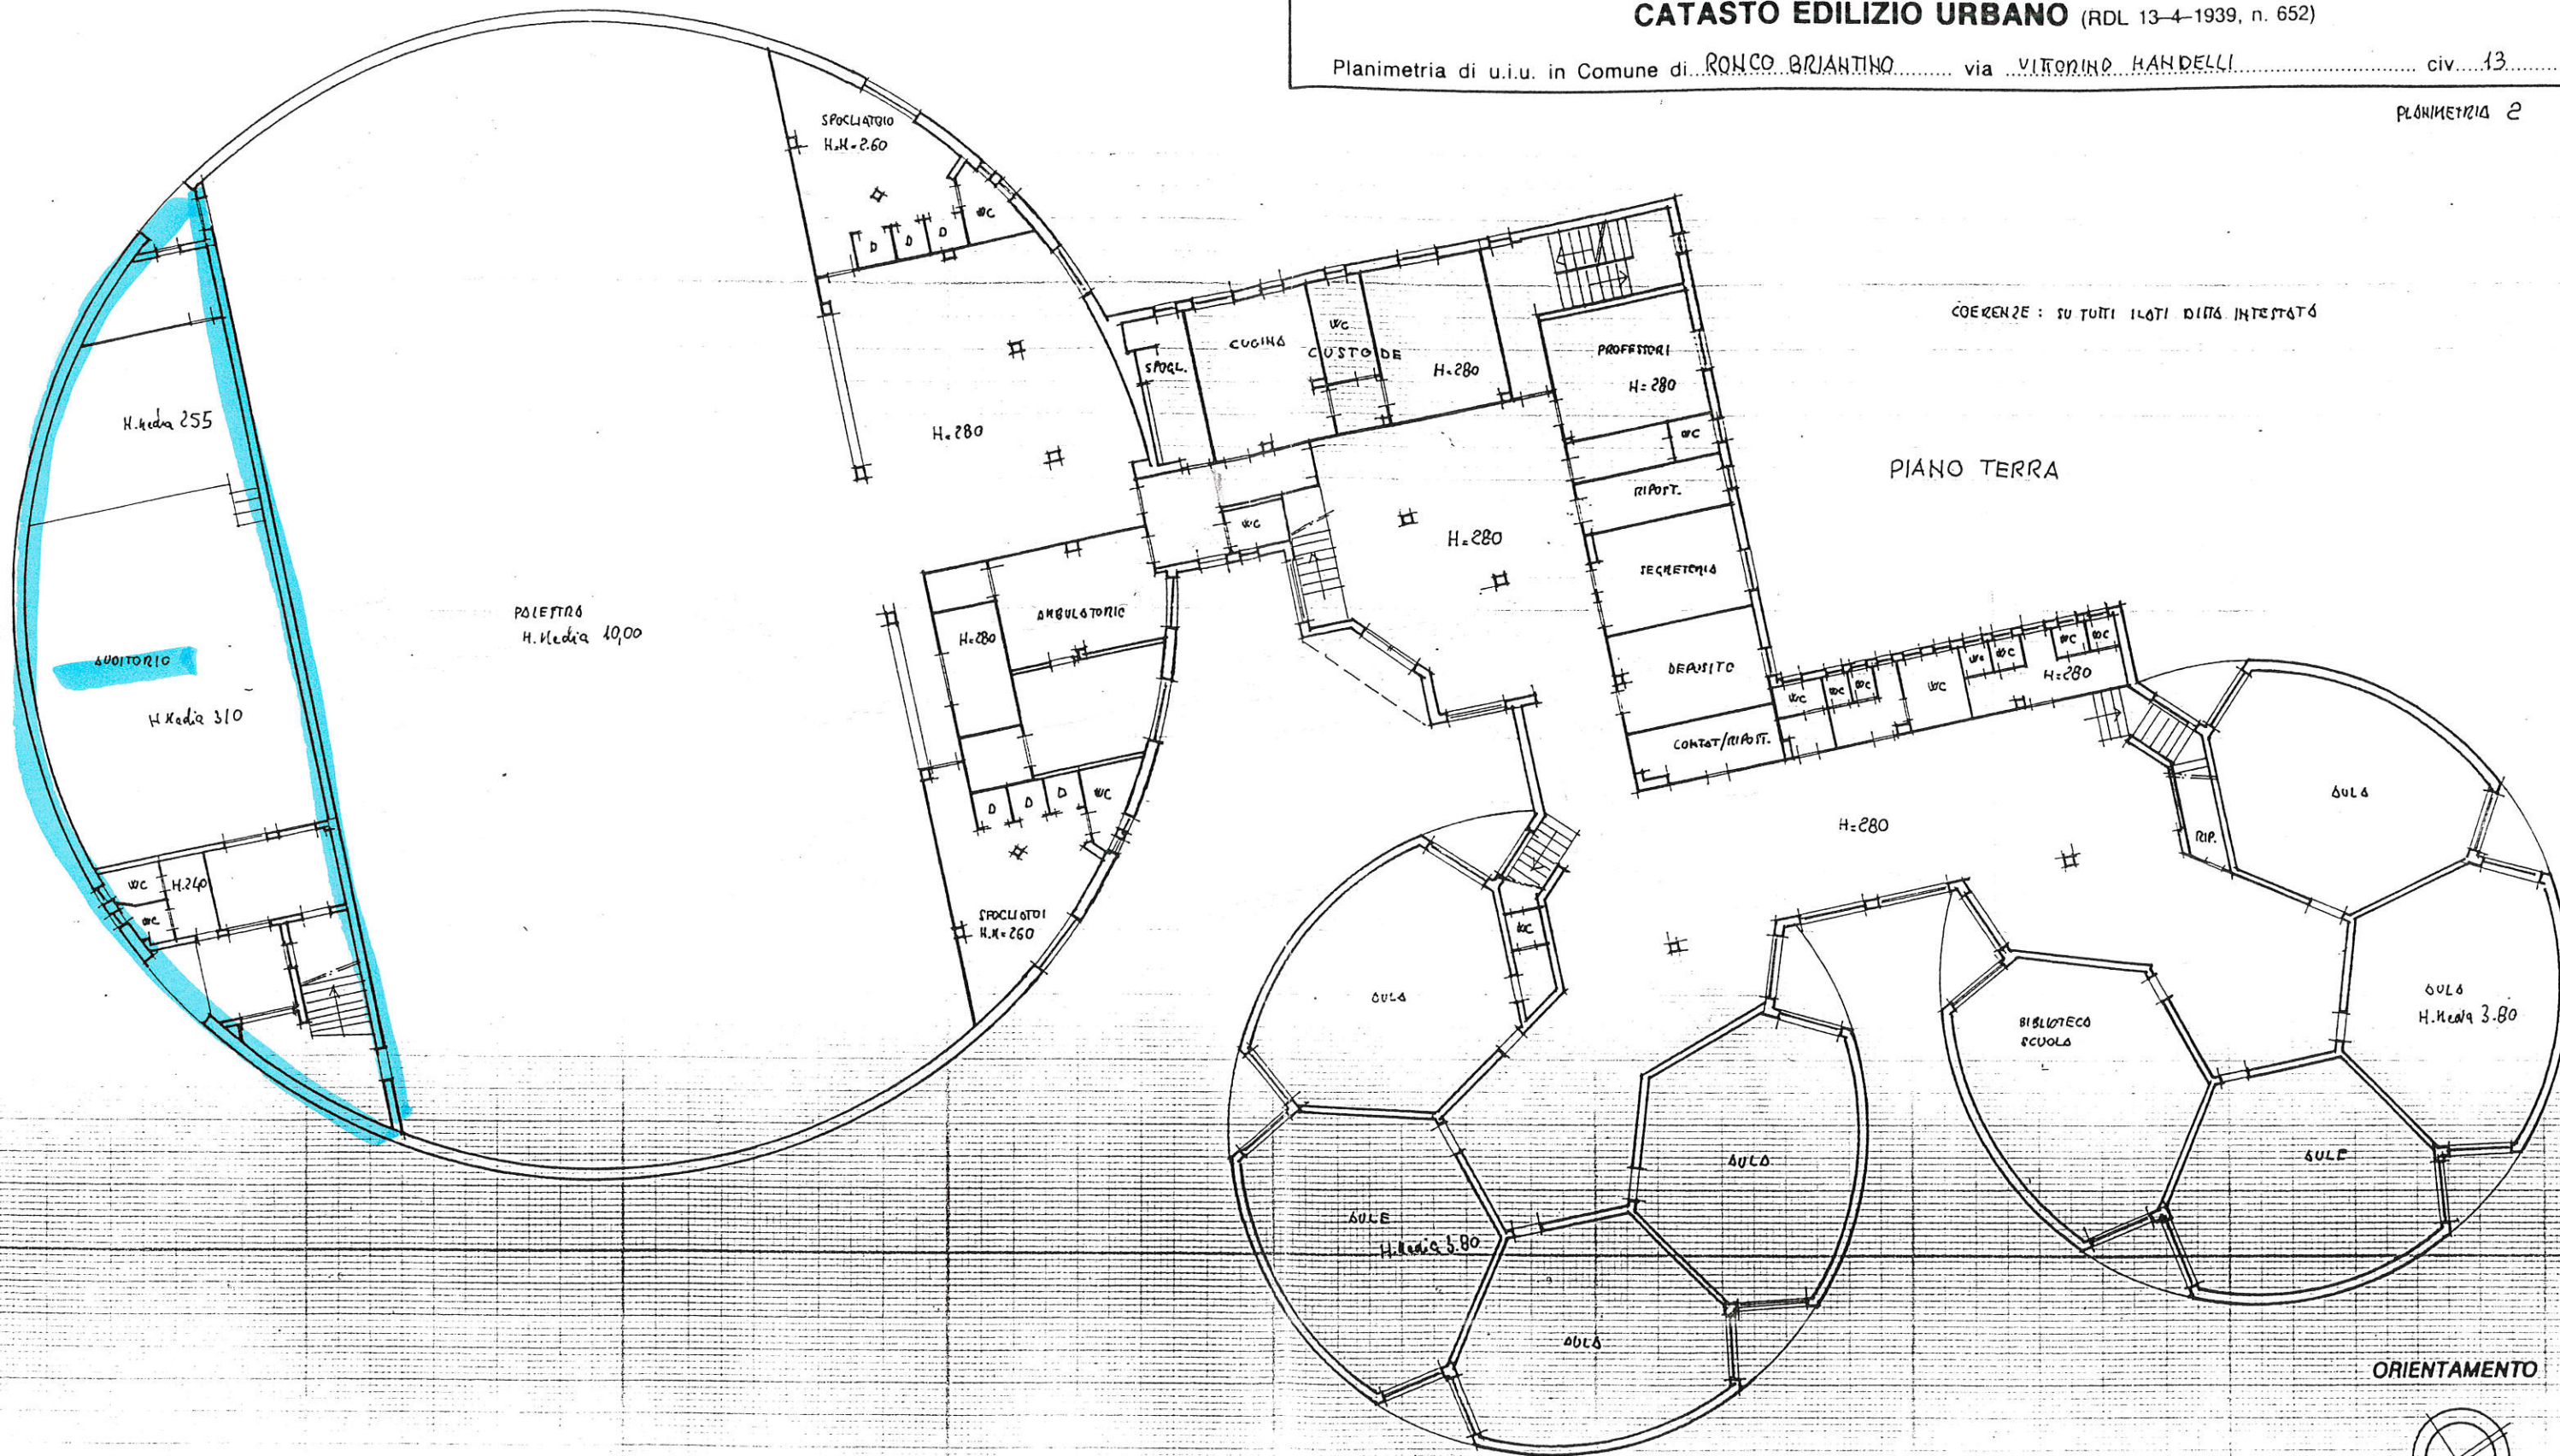 CATASTO EDILIZIO URBANO (RDL 13-4-1939, n. 652)
Planimetria di u.i.u. in Comune di RONCO BRIANTINO via VITTORINO MANDELLI civ. 13
PLANIMETRIA 2
SPOGLIATOIO
H.M=2.60
D
D
D
WC
COERENZE : SU TUTTI I LATI DITTA INTESTATA
CUCINA
WC
CUSTODE
SPOGL.
H=280
PROFESSORI
H=280
H.Media 255
H=280
WC
PIANO TERRA
RIPOST.
WC
H=280
SEGRETERIA
PALESTRA
H.Media 10,00
AMBULATORIO
H=280
AUDITORIO
H Media 310
DEPOSITO
WC
WC
WC
WC
WC
WC
WC
WC
H=280
CONTAT/RIPOST.
AULA
D
D
D
WC
H=280
RIP.
WC
H.240
WC
SPOGLIATOI
H.M=260
WC
AULA
AULA
H.Media 3.80
BIBLIOTECA
SCUOLA
AULA
AULE
AULE
H.Media 3.80
AULA
ORIENTAMENTO